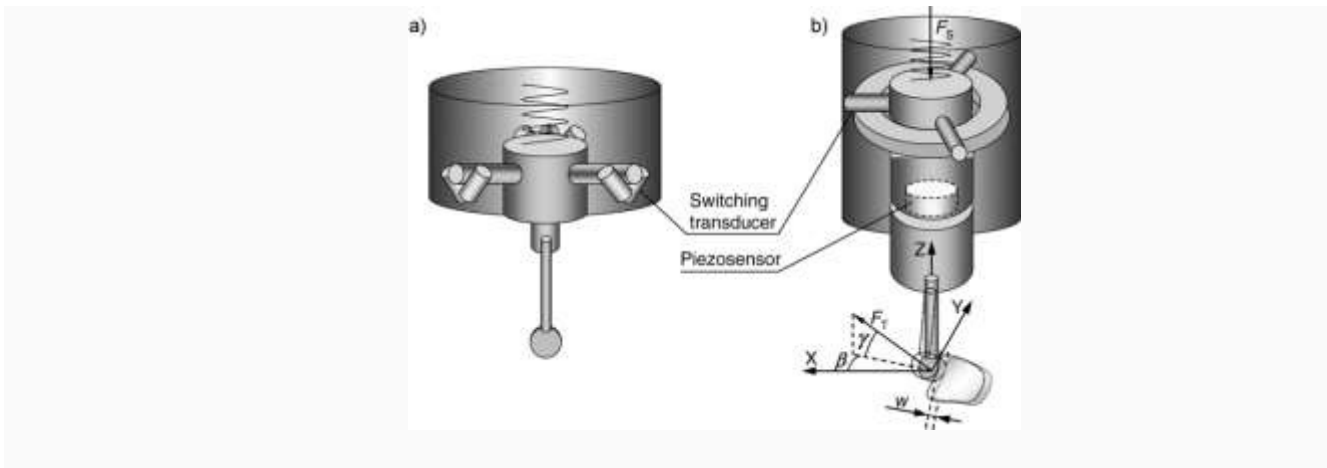 a)
b)
F_S
Switching
transducer
Piezosensor
Z
Y
F_T
γ
X
β
w